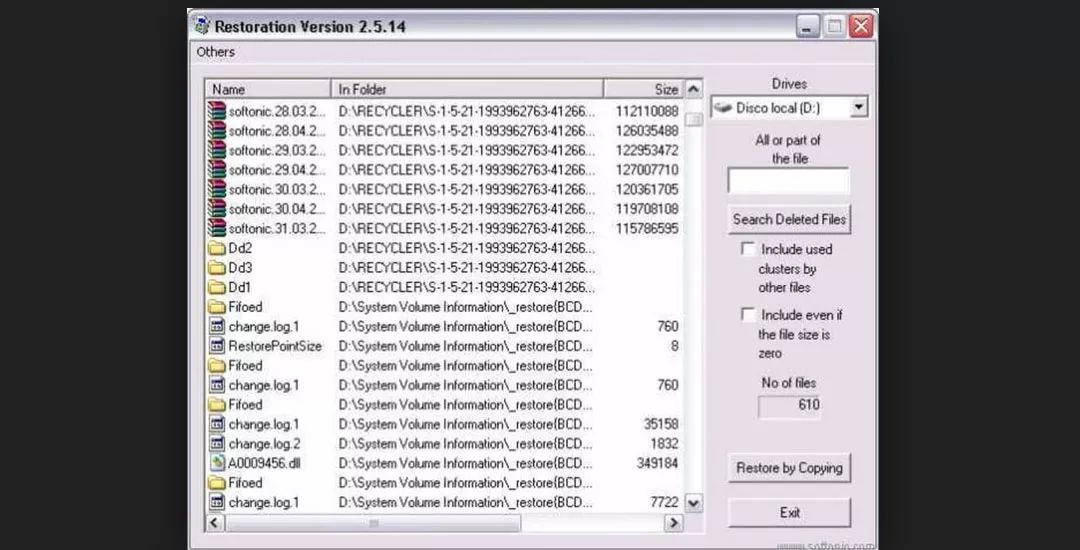 Restoration Version 2.5.14
Others
Name In Folder Size
softonic.28.03.2... D:\RECYCLER\S-1-5-21-1993962763-41266... 112110088
softonic.28.04.2... D:\RECYCLER\S-1-5-21-1993962763-41266... 126035488
softonic.29.03.2... D:\RECYCLER\S-1-5-21-1993962763-41266... 122953472
softonic.29.04.2... D:\RECYCLER\S-1-5-21-1993962763-41266... 127007710
softonic.30.03.2... D:\RECYCLER\S-1-5-21-1993962763-41266... 120361705
softonic.30.04.2... D:\RECYCLER\S-1-5-21-1993962763-41266... 119708108
softonic.31.03.2... D:\RECYCLER\S-1-5-21-1993962763-41266... 115786595
Dd2 D:\RECYCLER\S-1-5-21-1993962763-41266...
Dd3 D:\RECYCLER\S-1-5-21-1993962763-41266...
Dd1 D:\RECYCLER\S-1-5-21-1993962763-41266...
Fifoed D:\System Volume Information\_restore{BCD...
change.log.1 D:\System Volume Information\_restore{BCD... 760
RestorePointSize D:\System Volume Information\_restore{BCD... 8
Fifoed D:\System Volume Information\_restore{BCD...
change.log.1 D:\System Volume Information\_restore{BCD... 760
Fifoed D:\System Volume Information\_restore{BCD...
change.log.1 D:\System Volume Information\_restore{BCD... 35158
change.log.2 D:\System Volume Information\_restore{BCD... 1832
A0009456.dll D:\System Volume Information\_restore{BCD... 349184
Fifoed D:\System Volume Information\_restore{BCD...
change.log.1 D:\System Volume Information\_restore{BCD... 7722
Drives
Disco local (D:)
All or part of
the file
Search Deleted Files
Include used
clusters by
other files
Include even if
the file size is
zero
No of files
610
Restore by Copying
Exit
www.softonic.com